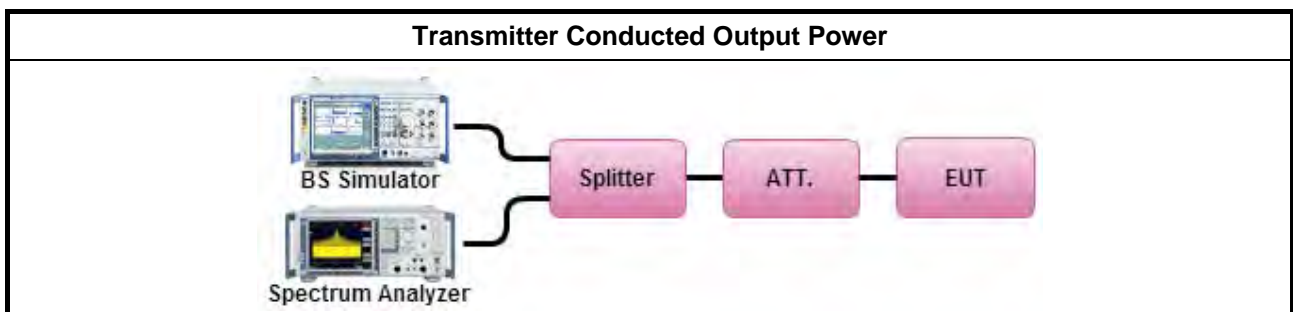 Transmitter Conducted Output Power
BS Simulator
Splitter
ATT.
EUT
Spectrum Analyzer